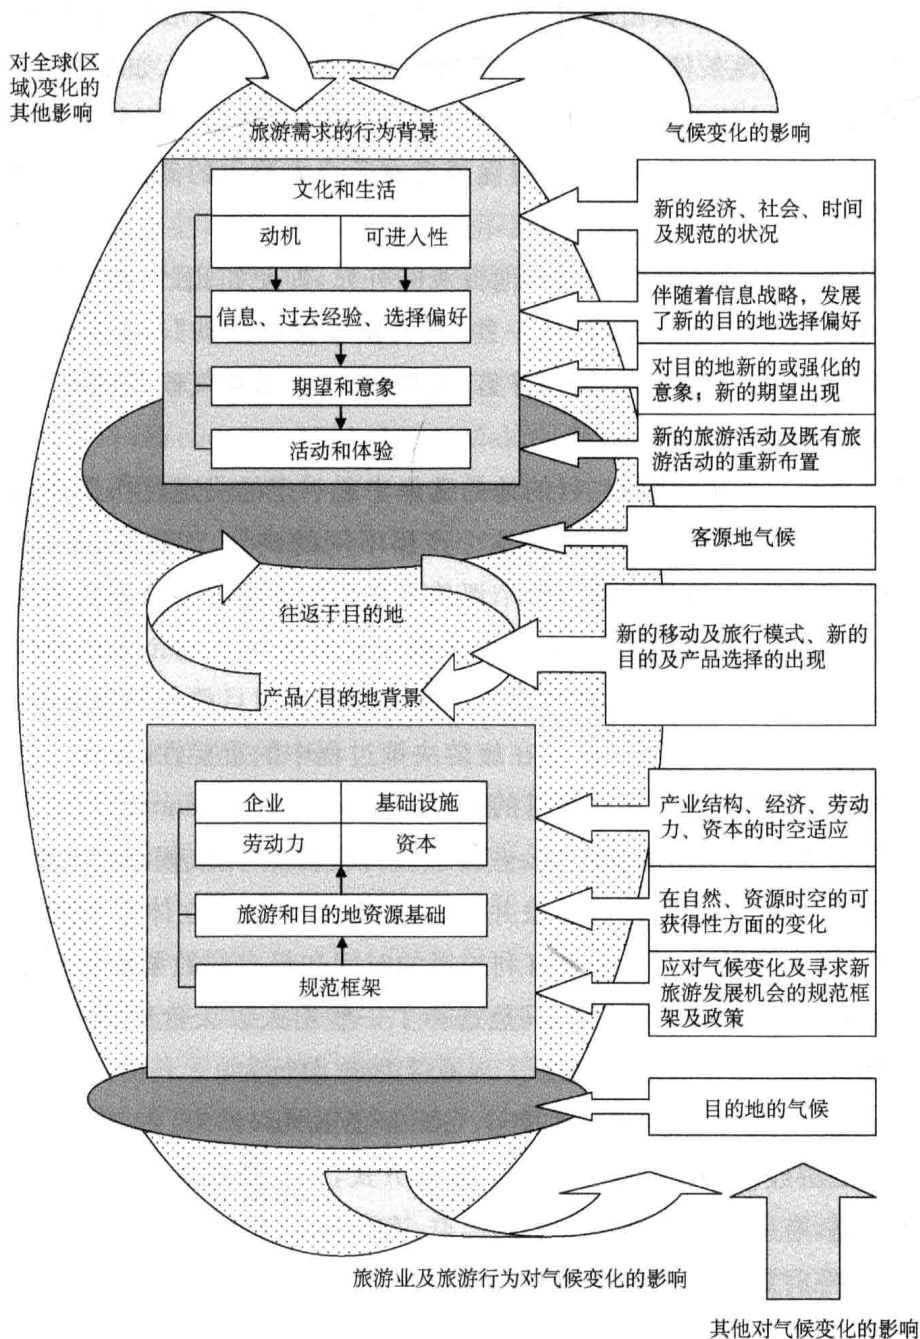 对全球(区
域)变化的
其他影响
旅游需求的行为背景
气候变化的影响
文化和生活
动机
可进入性
信息、过去经验、选择偏好
期望和意象
活动和体验
新的经济、社会、时间
及规范的状况
伴随着信息战略，发展
了新的目的地选择偏好
对目的地新的或强化的
意象；新的期望出现
新的旅游活动及既有旅
游活动的重新布置
客源地气候
往返于目的地
新的移动及旅行模式、新的
目的及产品选择的出现
产品/目的地背景
企业
基础设施
劳动力
资本
旅游和目的地资源基础
规范框架
产业结构、经济、劳动
力、资本的时空适应
在自然、资源时空的可
获得性方面的变化
应对气候变化及寻求新
旅游发展机会的规范框
架及政策
目的地的气候
旅游业及旅游行为对气候变化的影响
其他对气候变化的影响